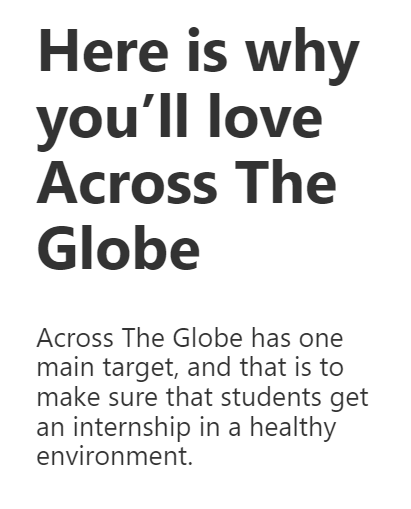 Here is why
you’ll love
Across The
Globe
Across The Globe has one
main target, and that is to
make sure that students get
an internship in a healthy
environment.